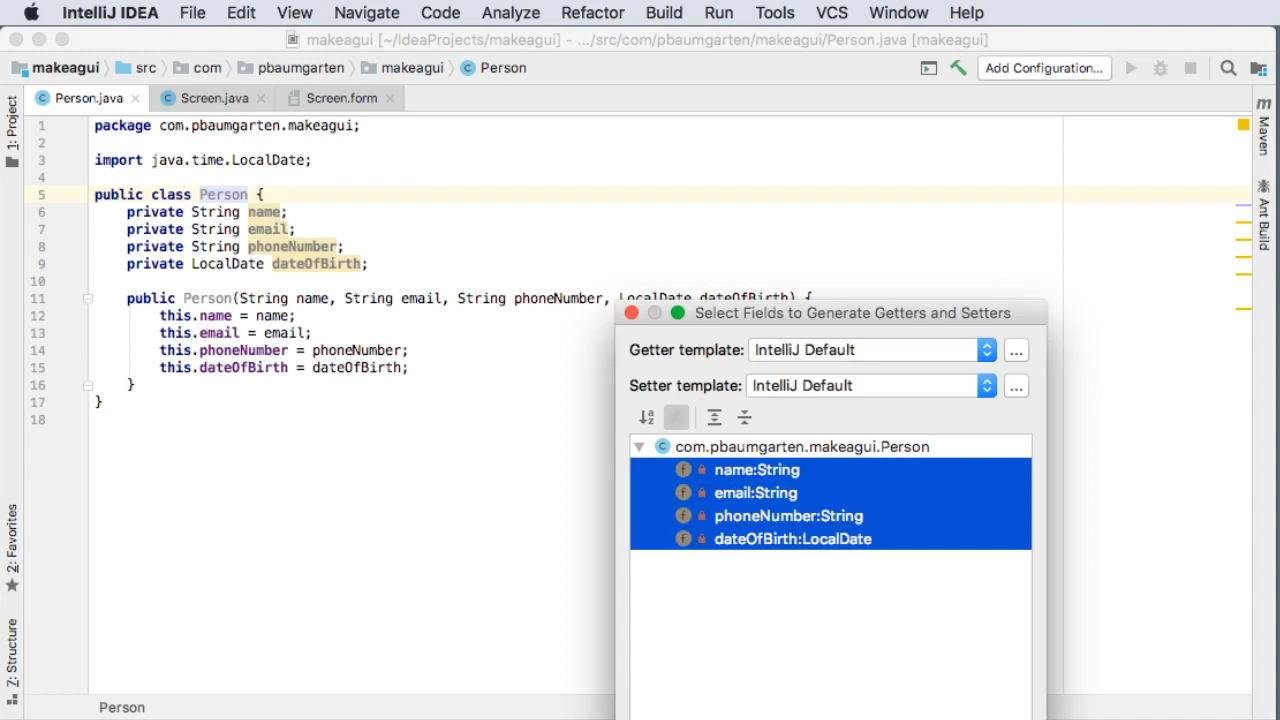 IntelliJ IDEA File Edit View Navigate Code Analyze Refactor Build Run Tools VCS Window Help
makeagui [~/IdeaProjects/makeagui] - .../src/com/pbaumgarten/makeagui/Person.java [makeagui]
makeagui src com pbaumgarten makeagui Person Add Configuration...
1: Project
Person.java Screen.java Screen.form
1 package com.pbaumgarten.makeagui;
2
3 import java.time.LocalDate;
4
5 public class Person {
6 private String name;
7 private String email;
8 private String phoneNumber;
9 private LocalDate dateOfBirth;
10
11 public Person(String name, String email, String phoneNumber, LocalDate dateOfBirth) {
12 this.name = name;
13 this.email = email;
14 this.phoneNumber = phoneNumber;
15 this.dateOfBirth = dateOfBirth;
16 }
17 }
18
Select Fields to Generate Getters and Setters
Getter template: IntelliJ Default ...
Setter template: IntelliJ Default ...
com.pbaumgarten.makeagui.Person
name:String
email:String
phoneNumber:String
dateOfBirth:LocalDate
Maven
Ant Build
2: Favorites
Z: Structure
Person